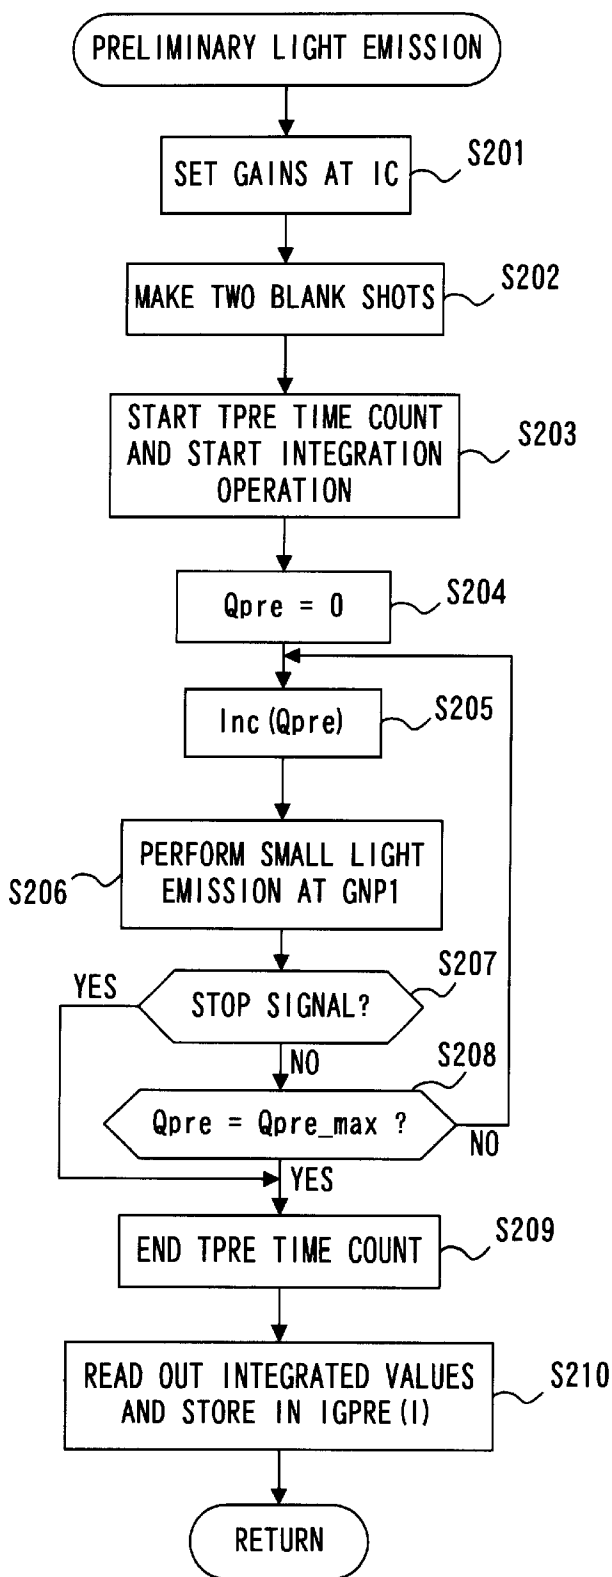 PRELIMINARY LIGHT EMISSION
SET GAINS AT IC
S201
MAKE TWO BLANK SHOTS
S202
START TPRE TIME COUNT
AND START INTEGRATION
OPERATION
S203
Qpre = 0
S204
Inc(Qpre)
S205
PERFORM SMALL LIGHT
EMISSION AT GNP1
S206
STOP SIGNAL?
S207
YES
NO
Qpre = Qpre_max ?
S208
NO
YES
END TPRE TIME COUNT
S209
READ OUT INTEGRATED VALUES
AND STORE IN IGPRE(I)
S210
RETURN